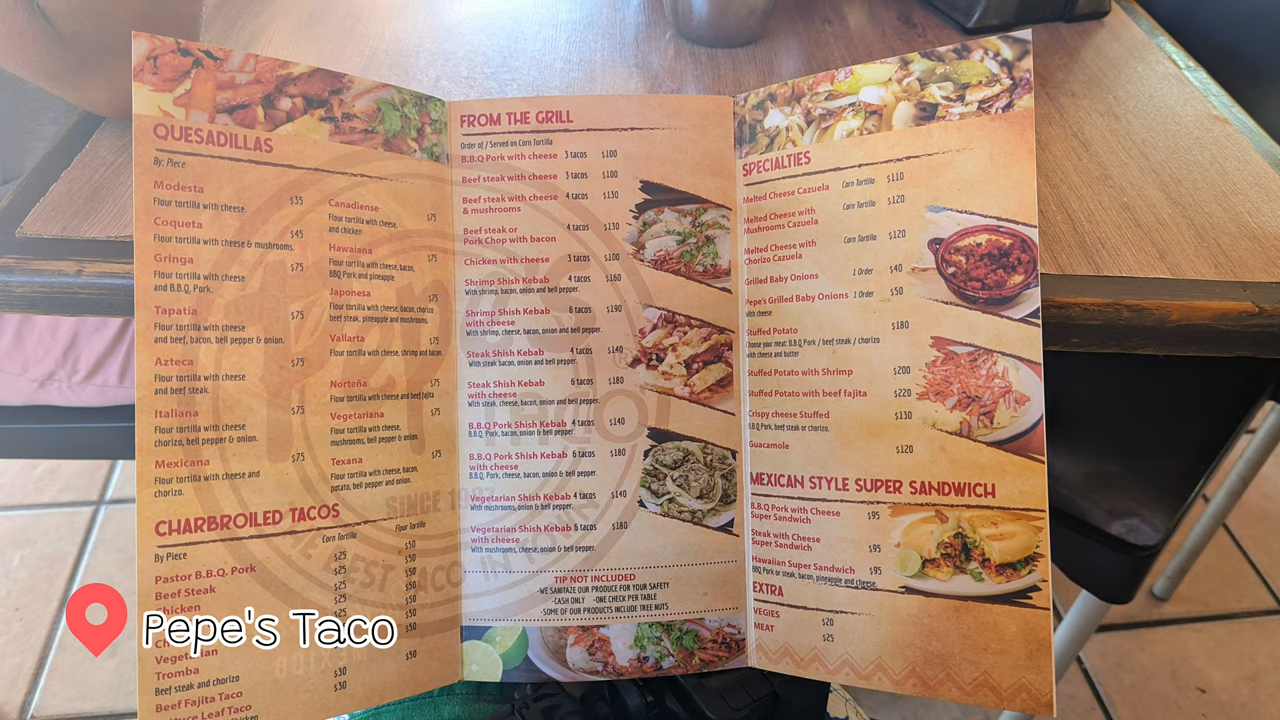 QUESADILLAS
By: Piece
Modesta
Flour tortilla with cheese. $35
Coqueta
Flour tortilla with cheese & mushrooms. $45
Gringa
Flour tortilla with cheese $75
and B.B.Q. Pork.
Tapatía
Flour tortilla with cheese $75
and beef, bacon, bell pepper & onion.
Azteca
Flour tortilla with cheese $75
and beef steak.
Italiana
Flour tortilla with cheese $75
chorizo, bell pepper & onion.
Mexicana
Flour tortilla with cheese and $75
chorizo.
Canadiense
Flour tortilla with cheese, $75
and chicken
Hawaiana
Flour tortilla with cheese, bacon, $75
BBQ Pork and pineapple
Japonesa
Flour tortilla with cheese, bacon, chorizo $75
beef steak, pineapple and mushrooms.
Vallarta $75
Flour tortilla with cheese, shrimp and bacon.
Norteña $75
Flour tortilla with cheese and beef fajita
Vegetariana $75
Flour tortilla with cheese,
mushrooms, bell pepper & onion.
Texana $75
Flour tortilla with cheese, bacon,
potato, bell pepper and onion.
CHARBROILED TACOS
By Piece Corn Tortilla Flour Tortilla
Pastor B.B.Q. Pork $25 $50
Beef Steak $25 $50
Chicken $25 $50
$25 $50
$25 $50
Vegetarian $25 $50
Tromba $50
Beef steak and chorizo $30
Beef Fajita Taco $30
Leaf Taco
SINCE
BEST TACO IN
MEXICO
FROM THE GRILL
Order of / Served on Corn Tortilla
B.B.Q Pork with cheese 3 tacos $100
Beef steak with cheese 3 tacos $100
Beef steak with cheese 4 tacos $130
& mushrooms
Beef steak or 4 tacos $130
Pork Chop with bacon
Chicken with cheese 3 tacos $100
Shrimp Shish Kebab 4 tacos $160
With shrimp, bacon, onion and bell pepper.
Shrimp Shish Kebab 6 tacos $190
with cheese
With shrimp, cheese, bacon, onion and bell pepper.
Steak Shish Kebab 4 tacos $140
With steak bacon, onion and bell pepper.
Steak Shish Kebab 6 tacos $180
with cheese
With steak, cheese, bacon, onion and bell pepper.
B.B.Q Pork Shish Kebab 4 tacos $140
B.B.Q Pork, bacon, onion & bell pepper.
B.B.Q Pork Shish Kebab 6 tacos $180
with cheese
B.B.Q, Pork, cheese, bacon, onion & bell pepper.
Vegetarian Shish Kebab 4 tacos $140
With mushrooms, onion & bell pepper.
Vegetarian Shish Kebab 6 tacos $180
with cheese
With mushrooms, cheese, onion & bell pepper.
TIP NOT INCLUDED
-WE SANITAZE OUR PRODUCE FOR YOUR SAFETY
-CASH ONLY -ONE CHECK PER TABLE
-SOME OF OUR PRODUCTS INCLUDE TREE NUTS
SPECIALTIES
Melted Cheese Cazuela Corn Tortilla $110
Melted Cheese with Corn Tortilla $120
Mushrooms Cazuela
Melted Cheese with Corn Tortilla $120
Chorizo Cazuela
Grilled Baby Onions 1 Order $40
Pepe's Grilled Baby Onions 1 Order $50
With cheese
Stuffed Potato $180
Choose your meat: B.B.Q Pork / beef steak / chorizo
with cheese and butter
Stuffed Potato with Shrimp $200
Stuffed Potato with beef fajita $220
Crispy cheese Stuffed $130
B.B.Q Pork, beef steak or chorizo.
Guacamole $120
MEXICAN STYLE SUPER SANDWICH
B.B.Q Pork with Cheese $95
Super Sandwich
Steak with Cheese
Super Sandwich $95
Hawaiian Super Sandwich $95
BBQ Pork or steak, bacon, pineapple and cheese.
EXTRA
VEGIES $20
MEAT $25
Pepe's Taco